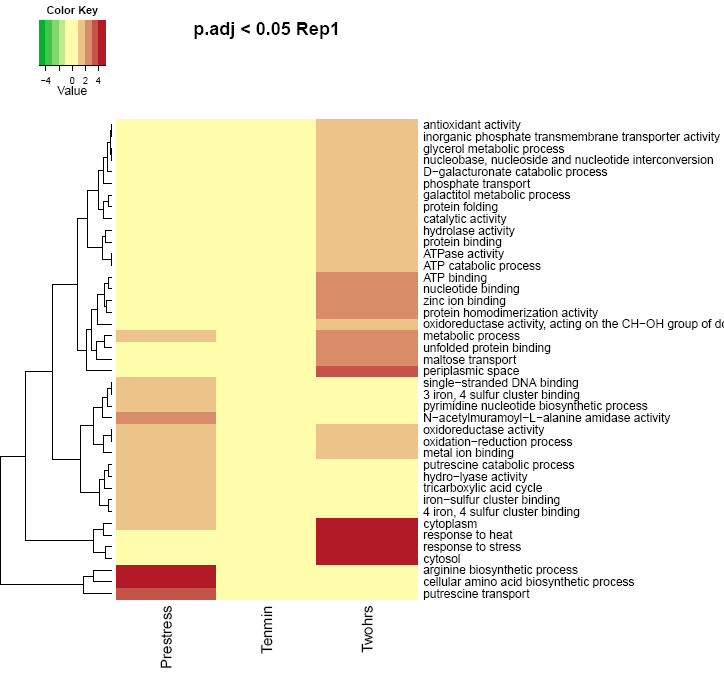 Color Key
p.adj < 0.05 Rep1
−4 0 2 4
Value
antioxidant activity
inorganic phosphate transmembrane transporter activity
glycerol metabolic process
nucleobase, nucleoside and nucleotide interconversion
D−galacturonate catabolic process
phosphate transport
galactitol metabolic process
protein folding
catalytic activity
hydrolase activity
protein binding
ATPase activity
ATP catabolic process
ATP binding
nucleotide binding
zinc ion binding
protein homodimerization activity
oxidoreductase activity, acting on the CH−OH group of do
metabolic process
unfolded protein binding
maltose transport
periplasmic space
single−stranded DNA binding
3 iron, 4 sulfur cluster binding
pyrimidine nucleotide biosynthetic process
N−acetylmuramoyl−L−alanine amidase activity
oxidoreductase activity
oxidation−reduction process
metal ion binding
putrescine catabolic process
hydro−lyase activity
tricarboxylic acid cycle
iron−sulfur cluster binding
4 iron, 4 sulfur cluster binding
cytoplasm
response to heat
response to stress
cytosol
arginine biosynthetic process
cellular amino acid biosynthetic process
putrescine transport
Prestress
Tenmin
Twohrs